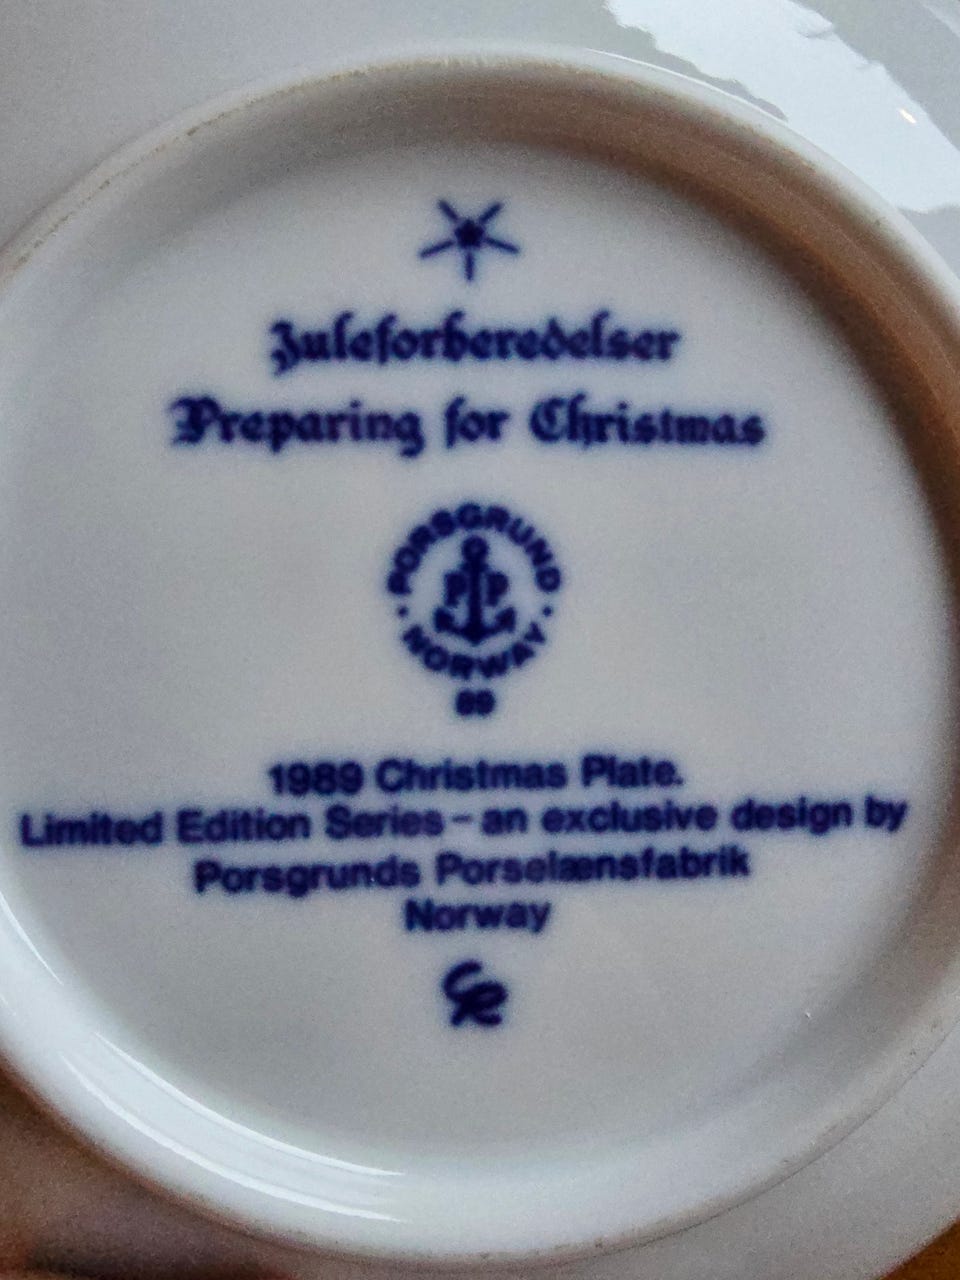 Juleforberedelser
Preparing for Christmas
PORSGRUND
PP
· NORWAY ·
89
1989 Christmas Plate.
Limited Edition Series – an exclusive design by
Porsgrunds Porselænsfabrik
Norway